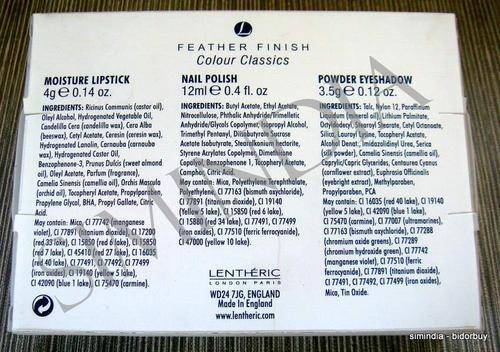 L
FEATHER FINISH
Colour Classics
MOISTURE LIPSTICK
4g ℮ 0.14 oz.
INGREDIENTS: Ricinus Communis (castor oil),
Oleyl Alcohol, Hydrogenated Vegetable Oil,
Candelilla Cera (candelilla wax), Cera Alba
(beeswax), Cetyl Acetate, Ceresin (ceresin wax),
Hydrogenated Lanolin, Carnauba (carnauba
wax), Hydrogenated Castor Oil,
Benzophenone-3, Prunus Dulcis (sweet almond
oil), Oleyl Acetate, Parfum (fragrance),
Camelia Sinensis (camellia oil), Orchis Mascula
(orchid oil), Tocopheryl Acetate, Propylparaben,
Propylene Glycol, BHA, Propyl Gallate, Citric
Acid.
May contain: Mica, CI 77742 (manganese
violet), CI 77891 (titanium dioxide) CI 17200
(red 33 lake), CI 15850 (red 6 lake), CI 15850
(red 7 lake), CI 45410 (red 27 lake) CI 16035
(red 40 lake), CI 77491, CI 77492, CI 77499
(iron oxides), CI 19140 (yellow 5 lake),
CI 42090 (blue 1 lake), CI 75470 (carmine).
NAIL POLISH
12ml ℮ 0.4 fl. oz
INGREDIENTS: Butyl Acetate, Ethyl Acetate,
Nitrocellulose, Phthalic Anhydride/Trimelletic
Anhydride/Glycols Copolymer, Isopropyl Alcohol,
Trimethyl Pentanyl, Diisobutyrate Sucrose
Acetate Isobutyrate, Stearalkonium hectorite,
Styrene Acrylates Copolymer, Dimethicone
Copolyol, Benzophenone 1, Tocopheryl Acetate,
Camphor, Citric Acid.
May contain: Mica, Polyethylene terephthalate,
Polyethylene, CI 77163 (bismuth oxychloride),
CI 77891 (titanium dioxide), CI 19140
(yellow 5 lake), CI 15850 (yellow 6 lake),
CI 15880 (red 34 lake), CI 77491, CI 77499
(iron oxides), CI 77510 (ferric ferrocyanide),
CI 47000 (yellow 10 lake).
POWDER EYESHADOW
3.5g ℮ 0.12 oz.
INGREDIENTS: Talc, Nylon 12, Paraffinum
Liquidum (mineral oil), Lithium Palmitate,
Octyldodecyl, Stearoyl Stearate, Cetyl Octanoate,
Silica, Lauroyl Lysine, Tocopheryl Acetate,
Alcohol Denat., Imidazolidinyl Urea, Serica
(silk powder), Camelia Sinensis (camellia oil),
Caprylic/Capric Glycerides, Centaurea Cyanus
(cornflower extract), Euphrasia Officinalis
(eyebright extract), Methylparaben,
Propylparaben, PCA
May contain: CI 16035 (red 40 lake), CI 19140
(yellow 5 lake), CI 42090 (blue 1 lake),
CI 75470 (carmine), CI 77007 (ultramarines),
CI 77163 (bismuth oxychloride), CI 77288
(chromium oxide greens), CI 77289
(chromium hydroxide green), CI 77742
(manganese violet), CI 77510 (ferric
ferrocyanide), CI 77891 (titanium dioxide),
CI 77491, CI 77492, CI 77499 (iron oxides),
Mica, Tin Oxide.
LENTHÉRIC
LONDON PARIS
WD24 7JG, ENGLAND
Made in England
www.lentheric.com
SIMINDIA
simindia - bidorbuy